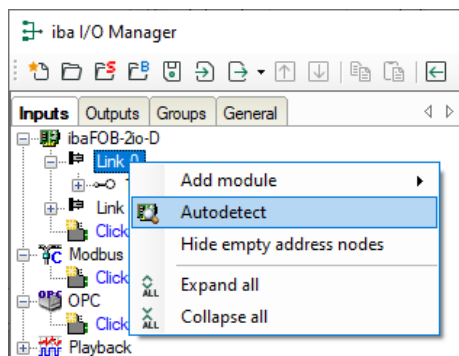 iba I/O Manager
Inputs Outputs Groups General
ibaFOB-2io-D
Link 0
Add module
Link
Autodetect
Click
Hide empty address nodes
Modbus
Click
Expand all
OPC
Click
Collapse all
Playback